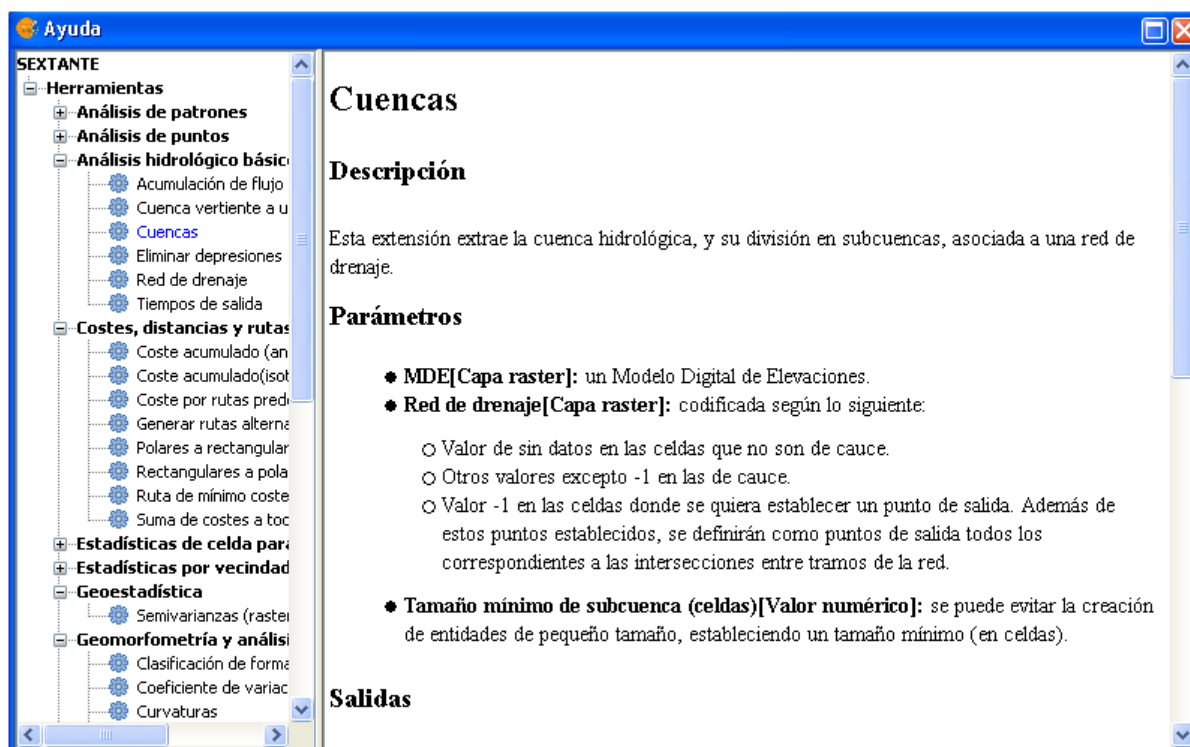 Ayuda
SEXTANTE
Herramientas
Análisis de patrones
Análisis de puntos
Análisis hidrológico básic
Acumulación de flujo
Cuenca vertiente a u
Cuencas
Eliminar depresiones
Red de drenaje
Tiempos de salida
Costes, distancias y rutas
Coste acumulado (an
Coste acumulado(isot
Coste por rutas pred
Generar rutas alterna
Polares a rectangular
Rectangulares a pola
Ruta de mínimo coste
Suma de costes a toc
Estadísticas de celda para
Estadísticas por vecindad
Geoestadística
Semivarianzas (raster
Geomorfometría y análisi
Clasificación de forma
Coeficiente de variac
Curvaturas
Cuencas
Descripción
Esta extensión extrae la cuenca hidrológica, y su división en subcuencas, asociada a una red de
drenaje.
Parámetros
MDE[Capa raster]: un Modelo Digital de Elevaciones.
Red de drenaje[Capa raster]: codificada según lo siguiente:
Valor de sin datos en las celdas que no son de cauce.
Otros valores excepto -1 en las de cauce.
Valor -1 en las celdas donde se quiera establecer un punto de salida. Además de
estos puntos establecidos, se definirán como puntos de salida todos los
correspondientes a las intersecciones entre tramos de la red.
Tamaño mínimo de subcuenca (celdas)[Valor numérico]: se puede evitar la creación
de entidades de pequeño tamaño, estableciendo un tamaño mínimo (en celdas).
Salidas